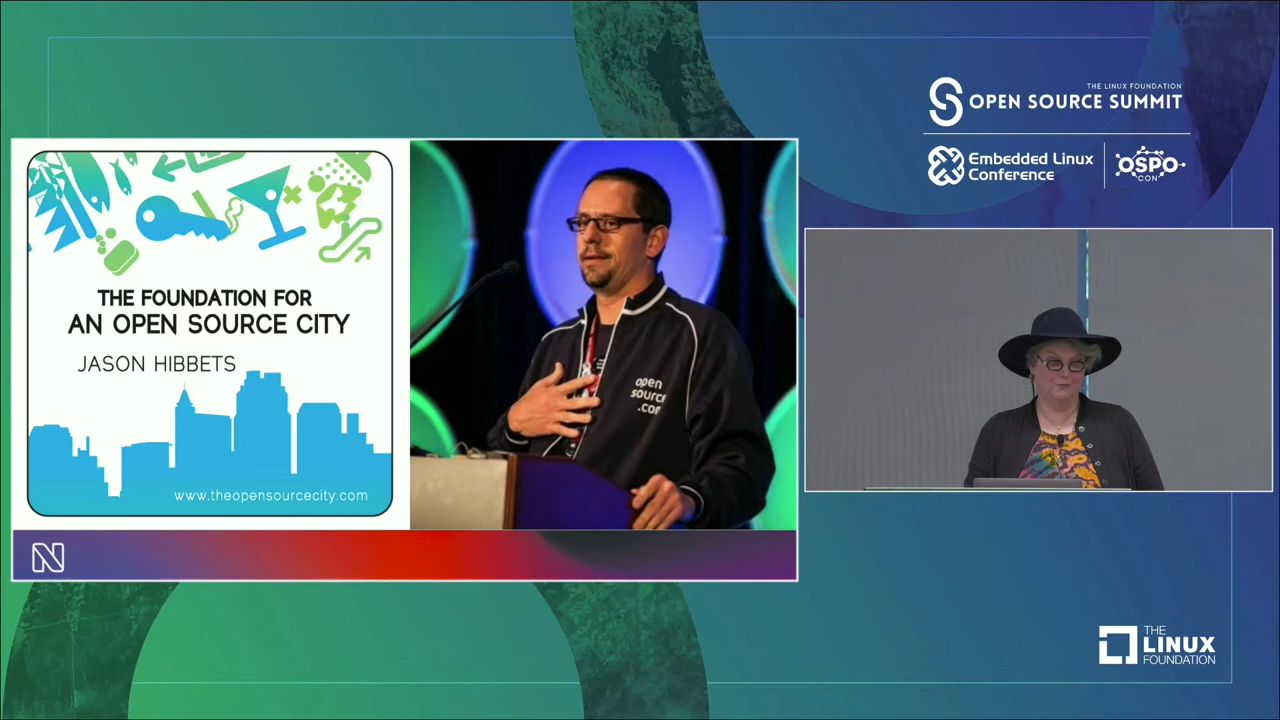 THE FOUNDATION FOR
AN OPEN SOURCE CITY
JASON HIBBETS
www.theopensourcecity.com
open
source
.com
N
THE LINUX FOUNDATION
OPEN SOURCE SUMMIT
Embedded Linux
Conference
OSPO
CON
THE
LINUX
FOUNDATION